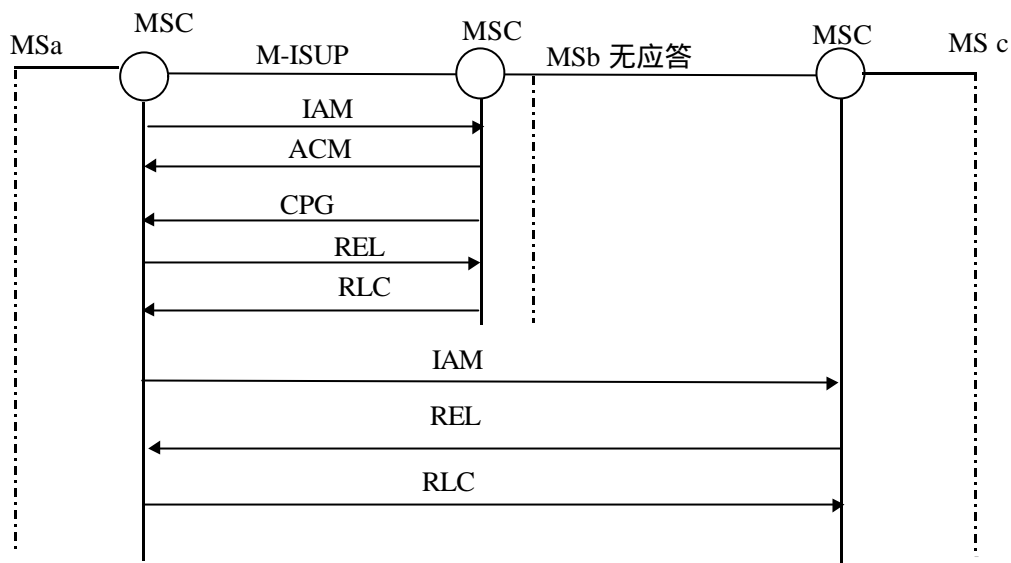 MSa
MSC
M-ISUP
MSC
MSb 无应答
MSC
MS c
IAM
ACM
CPG
REL
RLC
IAM
REL
RLC